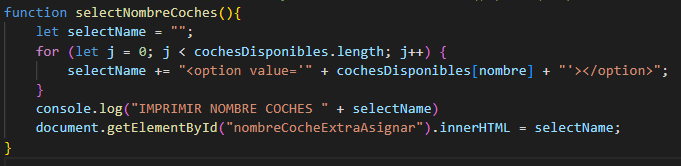 function selectNombreCoches(){
let selectName = "";
for (let j = 0; j < cochesDisponibles.length; j++) {
selectName += "<option value='" + cochesDisponibles[nombre] + "'></option>";
}
console.log("IMPRIMIR NOMBRE COCHES " + selectName)
document.getElementById("nombreCocheExtraAsignar").innerHTML = selectName;
}